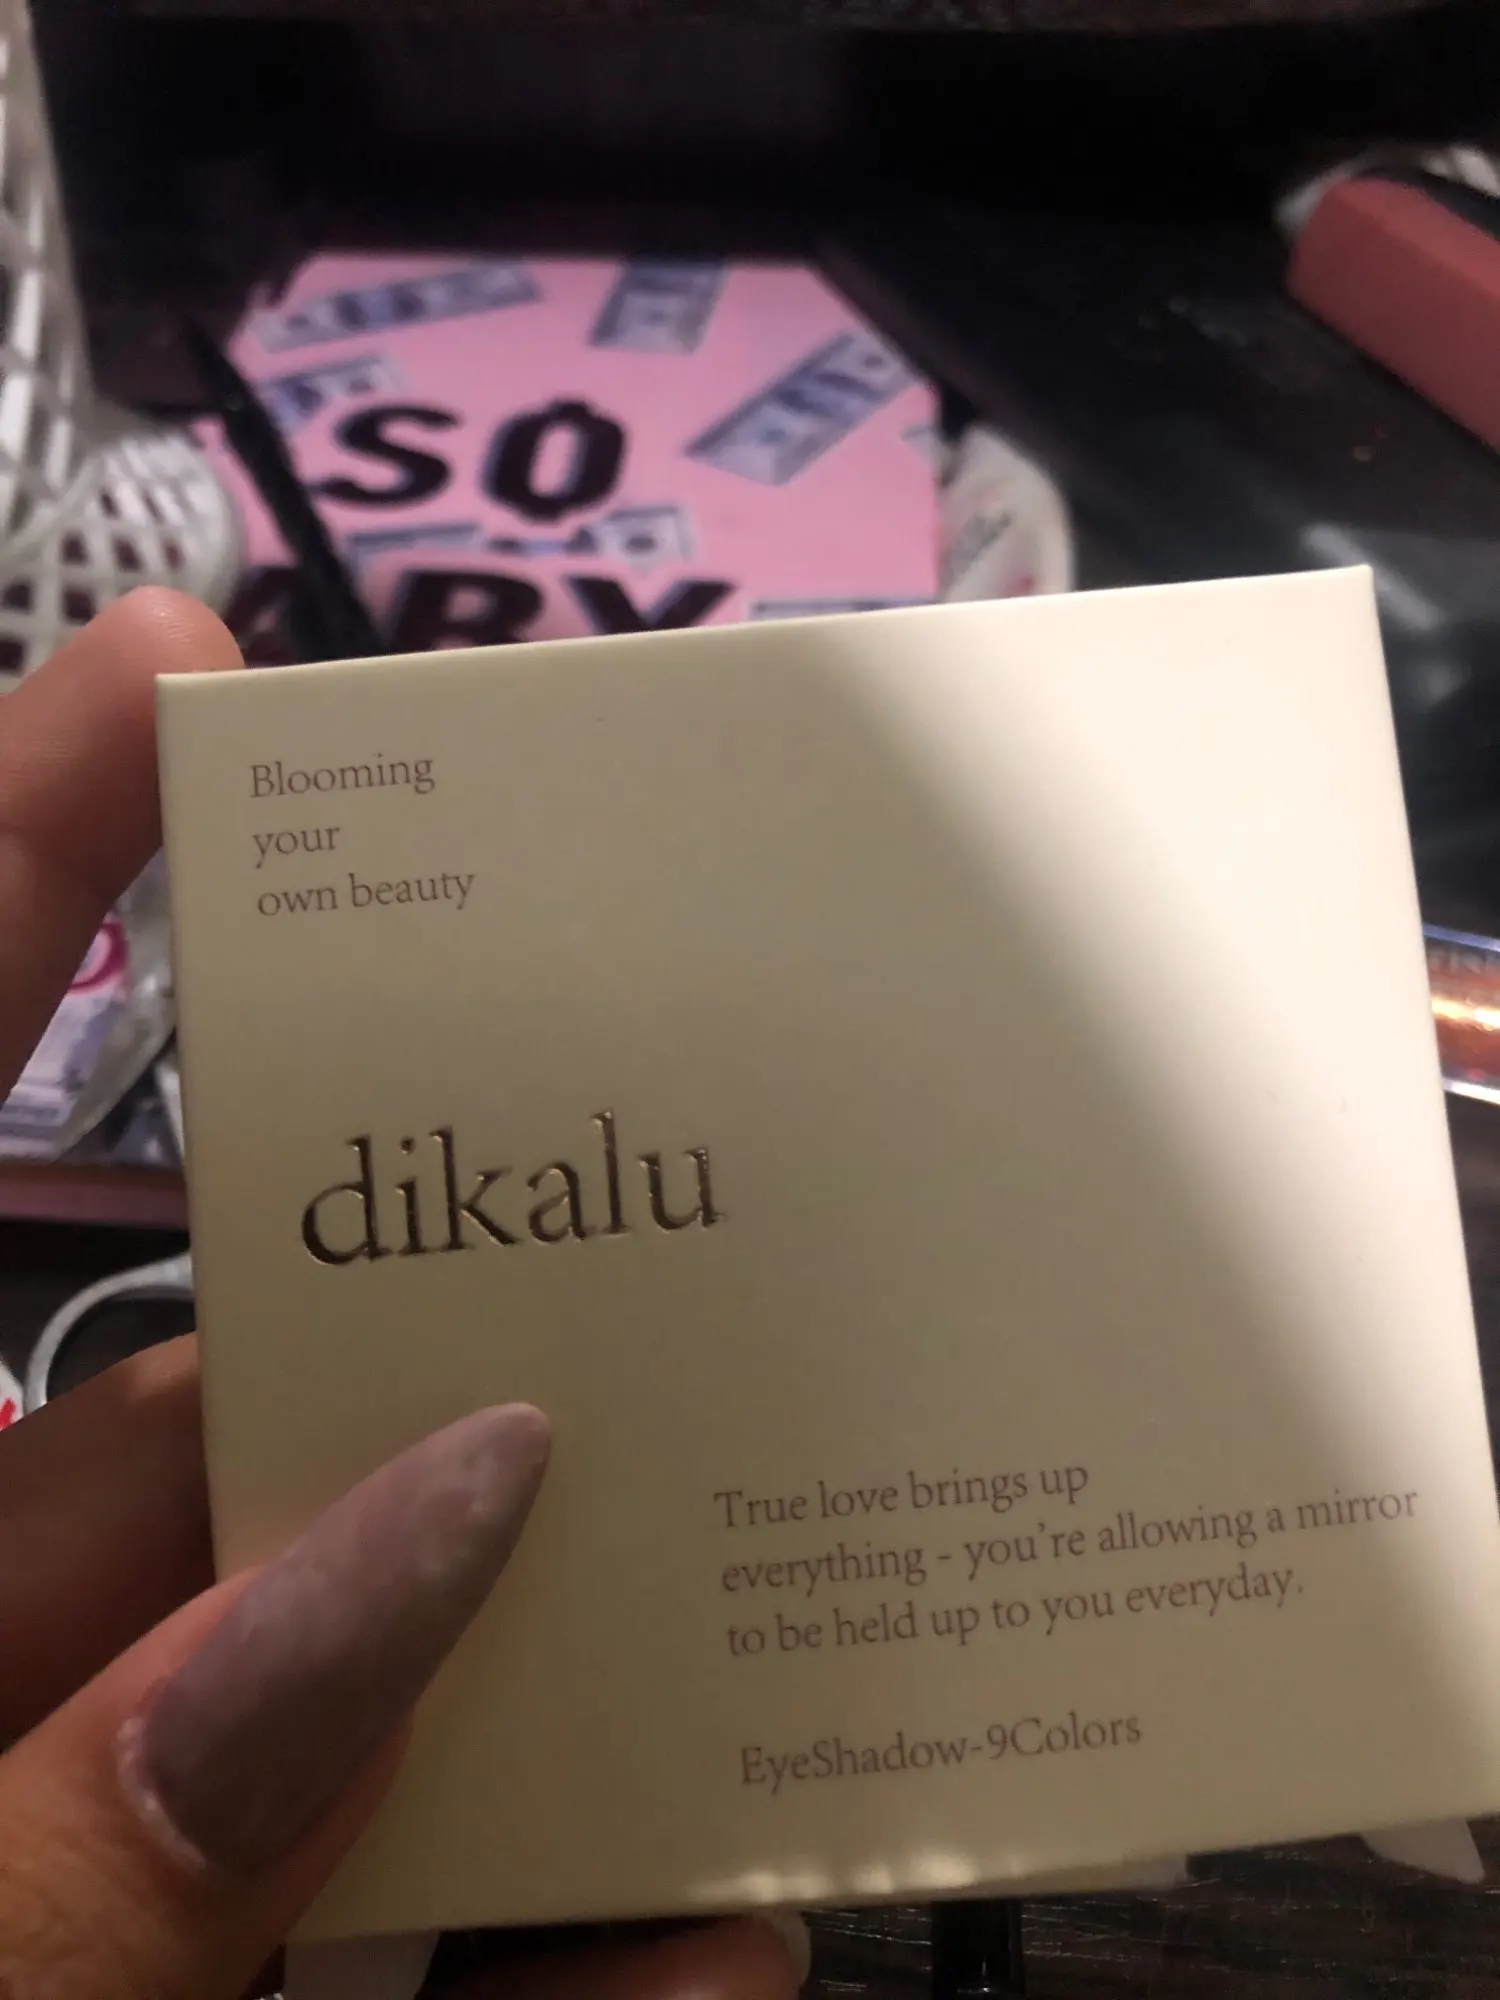 SO
Blooming
your
own beauty
dikalu
True love brings up
everything - you're allowing a mirror
to be held up to you everyday.
EyeShadow-9Colors